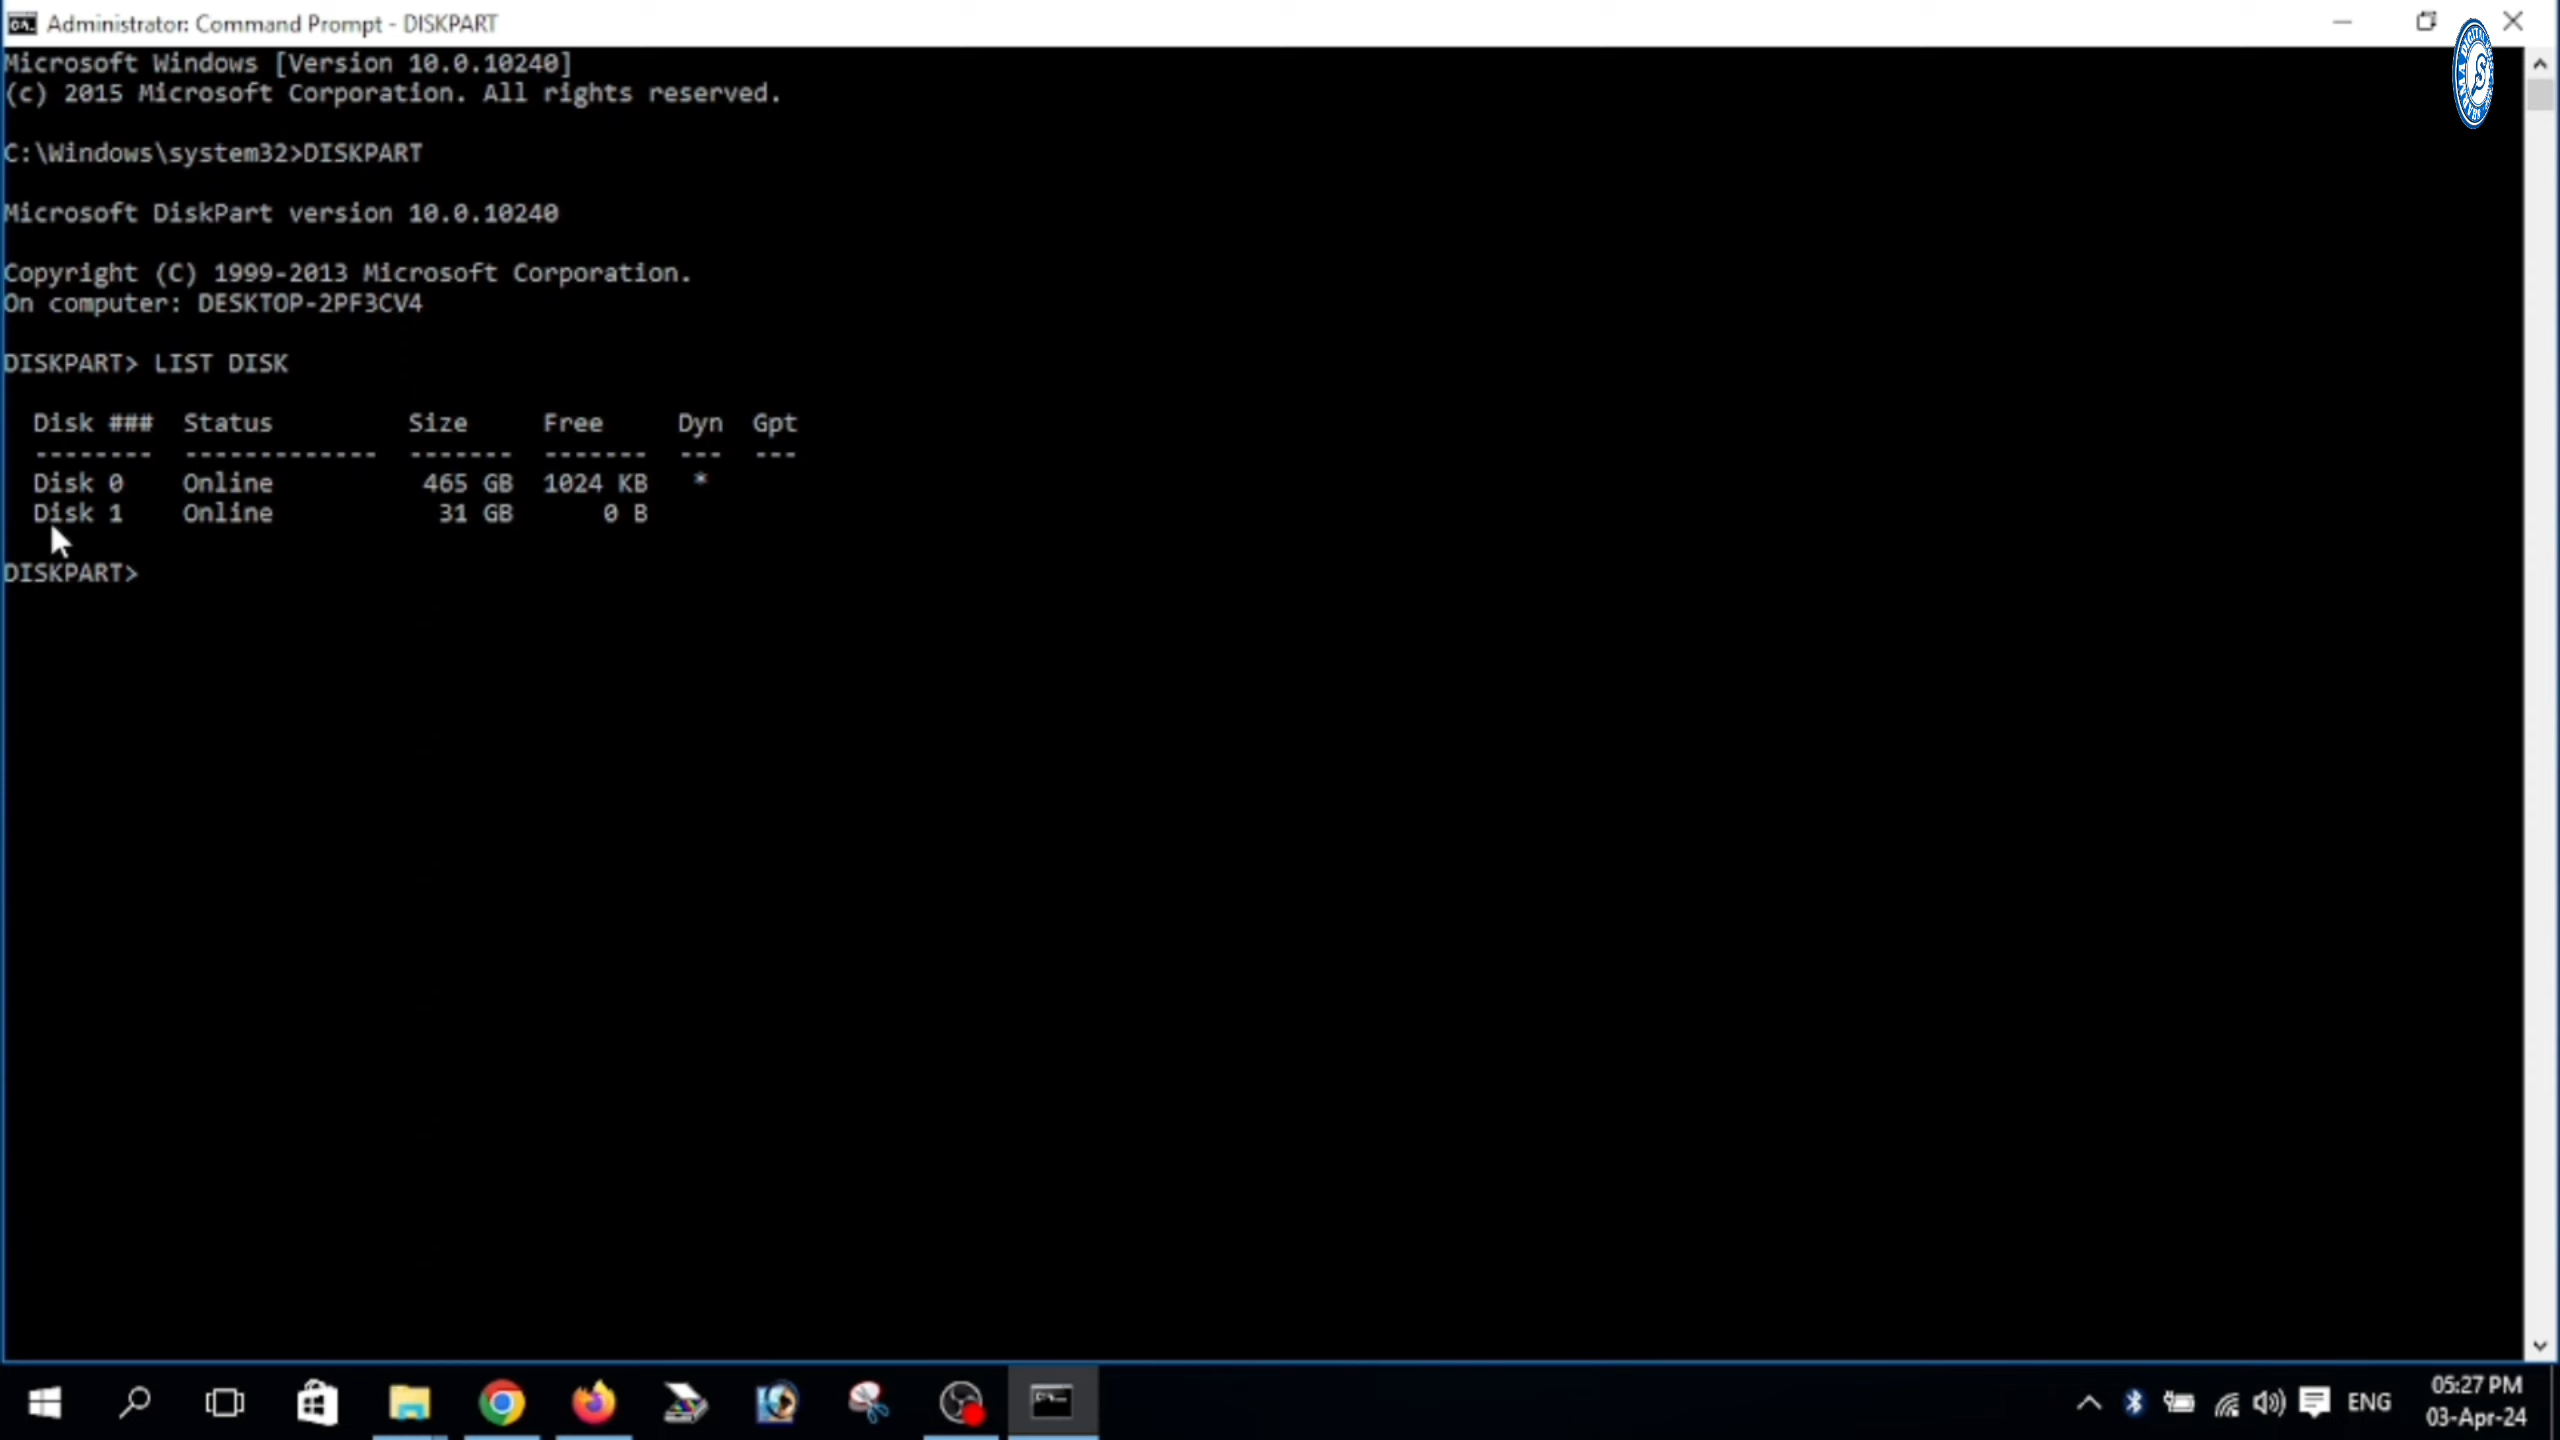 Administrator: Command Prompt - DISKPART
Microsoft Windows [Version 10.0.10240]
(c) 2015 Microsoft Corporation. All rights reserved.
C:\Windows\system32>DISKPART
Microsoft DiskPart version 10.0.10240
Copyright (C) 1999-2013 Microsoft Corporation.
On computer: DESKTOP-2PF3CV4
DISKPART> LIST DISK
Disk ###  Status         Size     Free     Dyn  Gpt
--------  -------------  -------  -------  ---  ---
Disk 0    Online          465 GB  1024 KB   *
Disk 1    Online           31 GB      0 B
DISKPART>
ENG
05:27 PM
03-Apr-24